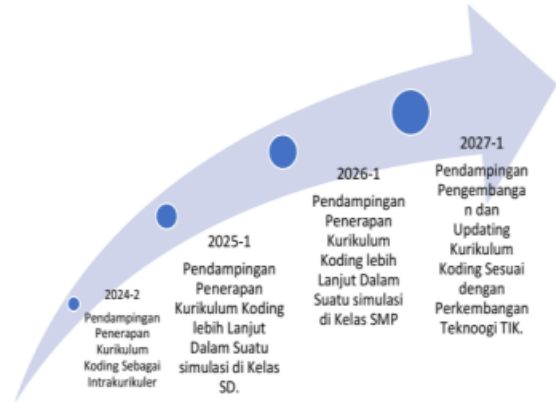 2024-2
Pendampingan
Penerapan
Kurikulum
Koding Sebagai
Intrakurikuler
2025-1
Pendampingan
Penerapan
Kurikulum Koding
lebih Lanjut
Dalam Suatu
simulasi di Kelas
SD.
2026-1
Pendampingan
Penerapan
Kurikulum
Koding lebih
Lanjut Dalam
Suatu simulasi
di Kelas SMP
2027-1
Pendampingan
Pengembanga
n dan
Updating
Kurikulum
Koding Sesuai
dengan
Perkembangan
Teknoogi TIK.